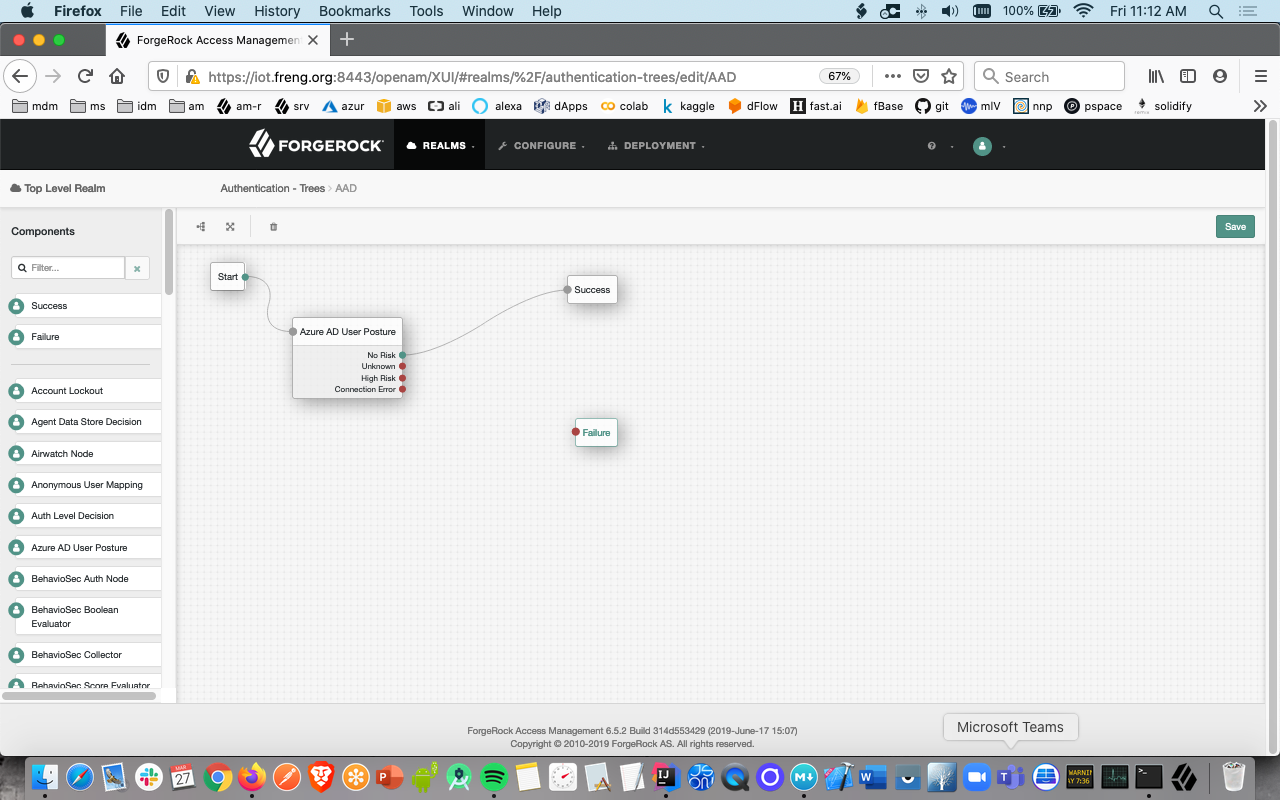 Firefox File Edit View History Bookmarks Tools Window Help 100% Fri 11:12 AM
ForgeRock Access Management
https://iot.freng.org:8443/openam/XUI/#realms/%2F/authentication-trees/edit/AAD 67% Search
mdm ms idm am am-r srv azur aws ali alexa dApps colab kaggle dFlow fast.ai fBase git mlV nnp pspace solidify
FORGEROCK REALMS CONFIGURE DEPLOYMENT
Top Level Realm Authentication - Trees AAD
Components
Save
Filter...
Success
Failure
Account Lockout
Agent Data Store Decision
Airwatch Node
Anonymous User Mapping
Auth Level Decision
Azure AD User Posture
BehavioSec Auth Node
BehavioSec Boolean
Evaluator
BehavioSec Collector
BehavioSec Score Evaluator
Start
Success
Azure AD User Posture
No Risk
Unknown
High Risk
Connection Error
Failure
ForgeRock Access Management 6.5.2 Build 314d553429 (2019-June-17 15:07)
Copyright © 2010-2019 ForgeRock AS. All rights reserved.
Microsoft Teams
MAR
27